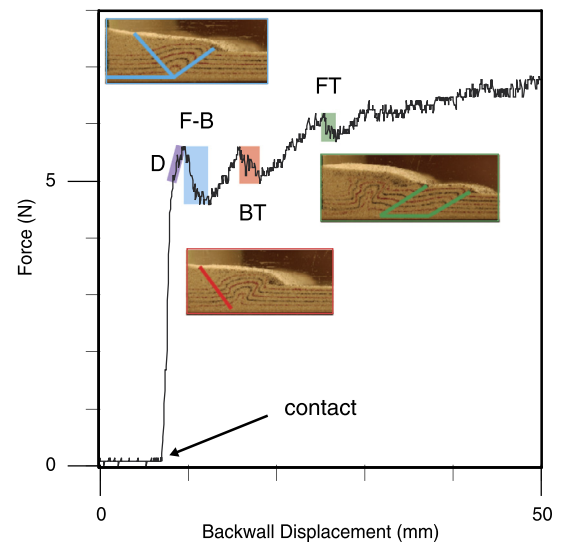 FT
F-B
D
5
BT
Force (N)
contact
0
0
50
Backwall Displacement (mm)